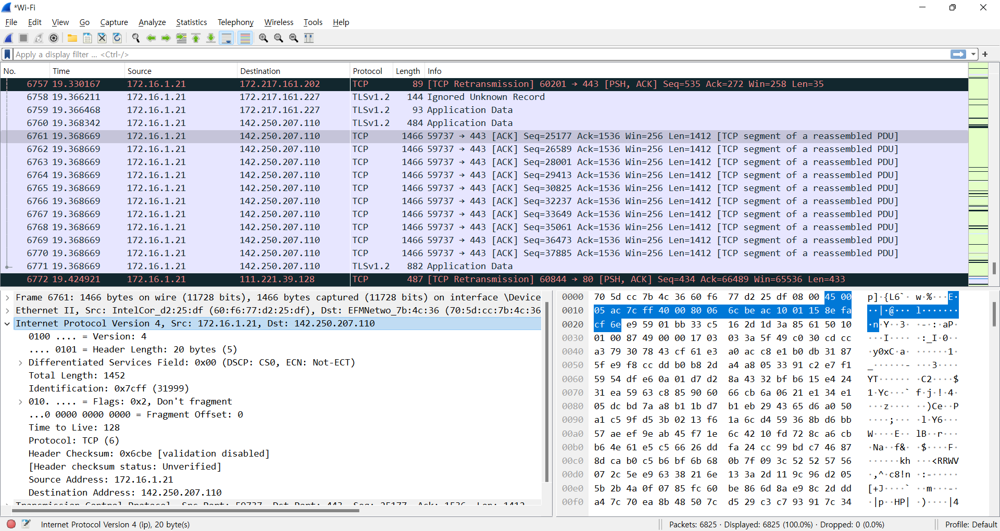 *Wi-Fi
File Edit View Go Capture Analyze Statistics Telephony Wireless Tools Help
Apply a display filter ... <Ctrl-/>
No. Time Source Destination Protocol Length Info
6757 19.330167 172.16.1.21 172.217.161.202 TCP 89 [TCP Retransmission] 60201 → 443 [PSH, ACK] Seq=535 Ack=272 Win=258 Len=35
6758 19.366211 172.16.1.21 172.217.161.227 TLSv1.2 144 Ignored Unknown Record
6759 19.366468 172.16.1.21 172.217.161.227 TLSv1.2 93 Application Data
6760 19.368342 172.16.1.21 142.250.207.110 TLSv1.2 484 Application Data
6761 19.368669 172.16.1.21 142.250.207.110 TCP 1466 59737 → 443 [ACK] Seq=25177 Ack=1536 Win=256 Len=1412 [TCP segment of a reassembled PDU]
6762 19.368669 172.16.1.21 142.250.207.110 TCP 1466 59737 → 443 [ACK] Seq=26589 Ack=1536 Win=256 Len=1412 [TCP segment of a reassembled PDU]
6763 19.368669 172.16.1.21 142.250.207.110 TCP 1466 59737 → 443 [ACK] Seq=28001 Ack=1536 Win=256 Len=1412 [TCP segment of a reassembled PDU]
6764 19.368669 172.16.1.21 142.250.207.110 TCP 1466 59737 → 443 [ACK] Seq=29413 Ack=1536 Win=256 Len=1412 [TCP segment of a reassembled PDU]
6765 19.368669 172.16.1.21 142.250.207.110 TCP 1466 59737 → 443 [ACK] Seq=30825 Ack=1536 Win=256 Len=1412 [TCP segment of a reassembled PDU]
6766 19.368669 172.16.1.21 142.250.207.110 TCP 1466 59737 → 443 [ACK] Seq=32237 Ack=1536 Win=256 Len=1412 [TCP segment of a reassembled PDU]
6767 19.368669 172.16.1.21 142.250.207.110 TCP 1466 59737 → 443 [ACK] Seq=33649 Ack=1536 Win=256 Len=1412 [TCP segment of a reassembled PDU]
6768 19.368669 172.16.1.21 142.250.207.110 TCP 1466 59737 → 443 [ACK] Seq=35061 Ack=1536 Win=256 Len=1412 [TCP segment of a reassembled PDU]
6769 19.368669 172.16.1.21 142.250.207.110 TCP 1466 59737 → 443 [ACK] Seq=36473 Ack=1536 Win=256 Len=1412 [TCP segment of a reassembled PDU]
6770 19.368669 172.16.1.21 142.250.207.110 TCP 1466 59737 → 443 [ACK] Seq=37885 Ack=1536 Win=256 Len=1412 [TCP segment of a reassembled PDU]
6771 19.368669 172.16.1.21 142.250.207.110 TLSv1.2 882 Application Data
6772 19.424921 172.16.1.21 111.221.39.128 TCP 487 [TCP Retransmission] 60844 → 80 [PSH, ACK] Seq=434 Ack=66489 Win=65536 Len=433
Frame 6761: 1466 bytes on wire (11728 bits), 1466 bytes captured (11728 bits) on interface \Device
Ethernet II, Src: IntelCor_d2:25:df (60:f6:77:d2:25:df), Dst: EFMNetwo_7b:4c:36 (70:5d:cc:7b:4c:36
Internet Protocol Version 4, Src: 172.16.1.21, Dst: 142.250.207.110
0100 .... = Version: 4
.... 0101 = Header Length: 20 bytes (5)
Differentiated Services Field: 0x00 (DSCP: CS0, ECN: Not-ECT)
Total Length: 1452
Identification: 0x7cff (31999)
010. .... = Flags: 0x2, Don't fragment
...0 0000 0000 0000 = Fragment Offset: 0
Time to Live: 128
Protocol: TCP (6)
Header Checksum: 0x6cbe [validation disabled]
[Header checksum status: Unverified]
Source Address: 172.16.1.21
Destination Address: 142.250.207.110
Transmission Control Protocol, Src Port: 59737, Dst Port: 443, Seq: 25177, Ack: 1536, Len: 1412
0000 70 5d cc 7b 4c 36 60 f6 77 d2 25 df 08 00 45 00 p]·{L6`· w·%···E·
0010 05 ac 7c ff 40 00 80 06 6c be ac 10 01 15 8e fa ··|·@··· l·······
0020 cf 6e e9 59 01 bb 33 c5 16 2d 1d 3a 85 61 50 10 ·n·Y··3· ·-·:·aP·
0030 01 00 87 49 00 00 17 03 03 3a 5f 49 c0 30 cd cc ···I···· ·:_I·0··
0040 a3 79 30 78 43 cf 61 e3 a0 ac c8 e1 b0 db 31 87 ·y0xC·a· ······1·
0050 5f e9 f8 cc dd b0 b8 2d a4 a8 05 33 91 c2 e7 f1 _······- ···3····
0060 59 54 df e6 0a 01 d7 d2 8a 43 32 bf b6 15 e4 24 YT······ ·C2····$
0070 31 ea 59 63 c8 85 90 60 66 cb 6a 06 21 e1 34 e1 1·Yc···` f·j·!·4·
0080 05 dc bd 7a a8 b1 1b d7 b1 eb 29 43 65 d6 a0 50 ···z···· ··)Ce··P
0090 a1 c5 9f d5 3b 02 13 f6 1a 6c d4 59 36 8b d6 bb ····;··· ·l·Y6···
00a0 57 ae ef 9e ab 45 f7 1e 6c 42 10 fd 72 8c a6 cb W····E·· lB··r···
00b0 b6 4e 61 e5 c5 66 26 dd fa 24 cc 99 bd c7 46 87 ·Na··f&· ·$····F·
00c0 8d ca b0 c5 b6 bf 6b 68 0b 7f 09 3c 52 52 57 56 ······kh ···<RRWV
00d0 07 2c 5e e9 63 38 21 6e 13 3a 2d 11 9c 96 d2 05 ·,^·c8!n ·:-·····
00e0 5b 2b 4a 0f 07 85 fc 60 be 86 6d 8a e9 8c 2d dd [+J····` ··m···-·
00f0 a4 7c 70 ea 8b 48 50 7c d5 29 c3 c7 93 91 7c 34 ·|p··HP| ·)····|4
Internet Protocol Version 4 (ip), 20 byte(s)
Packets: 6825 · Displayed: 6825 (100.0%) · Dropped: 0 (0.0%)
Profile: Default